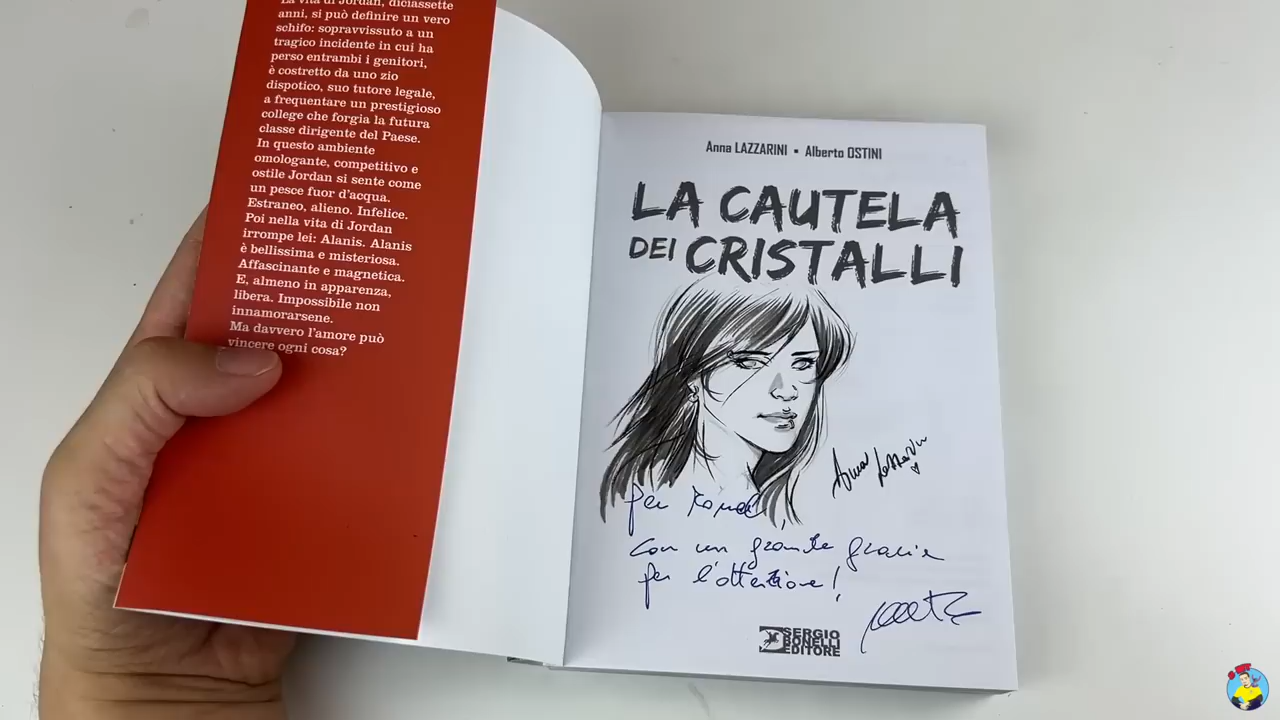 La vita di Jordan, diciassette
anni, si può definire un vero
schifo: sopravvissuto a un
tragico incidente in cui ha
perso entrambi i genitori,
è costretto da uno zio
dispotico, suo tutore legale,
a frequentare un prestigioso
college che forgia la futura
classe dirigente del Paese.
In questo ambiente
omologante, competitivo e
ostile Jordan si sente come
un pesce fuor d'acqua.
Estraneo, alieno. Infelice.
Poi nella vita di Jordan
irrompe lei: Alanis. Alanis
è bellissima e misteriosa.
Affascinante e magnetica.
E, almeno in apparenza,
libera. Impossibile non
innamorarsene.
Ma davvero l'amore può
vincere ogni cosa?
Anna LAZZARINI ▪ Alberto OSTINI
LA CAUTELA
DEI CRISTALLI
Anna Lazzarini
Per
con un grande grazie
per l'attenzione!
SERGIO
BONELLI
EDITORE